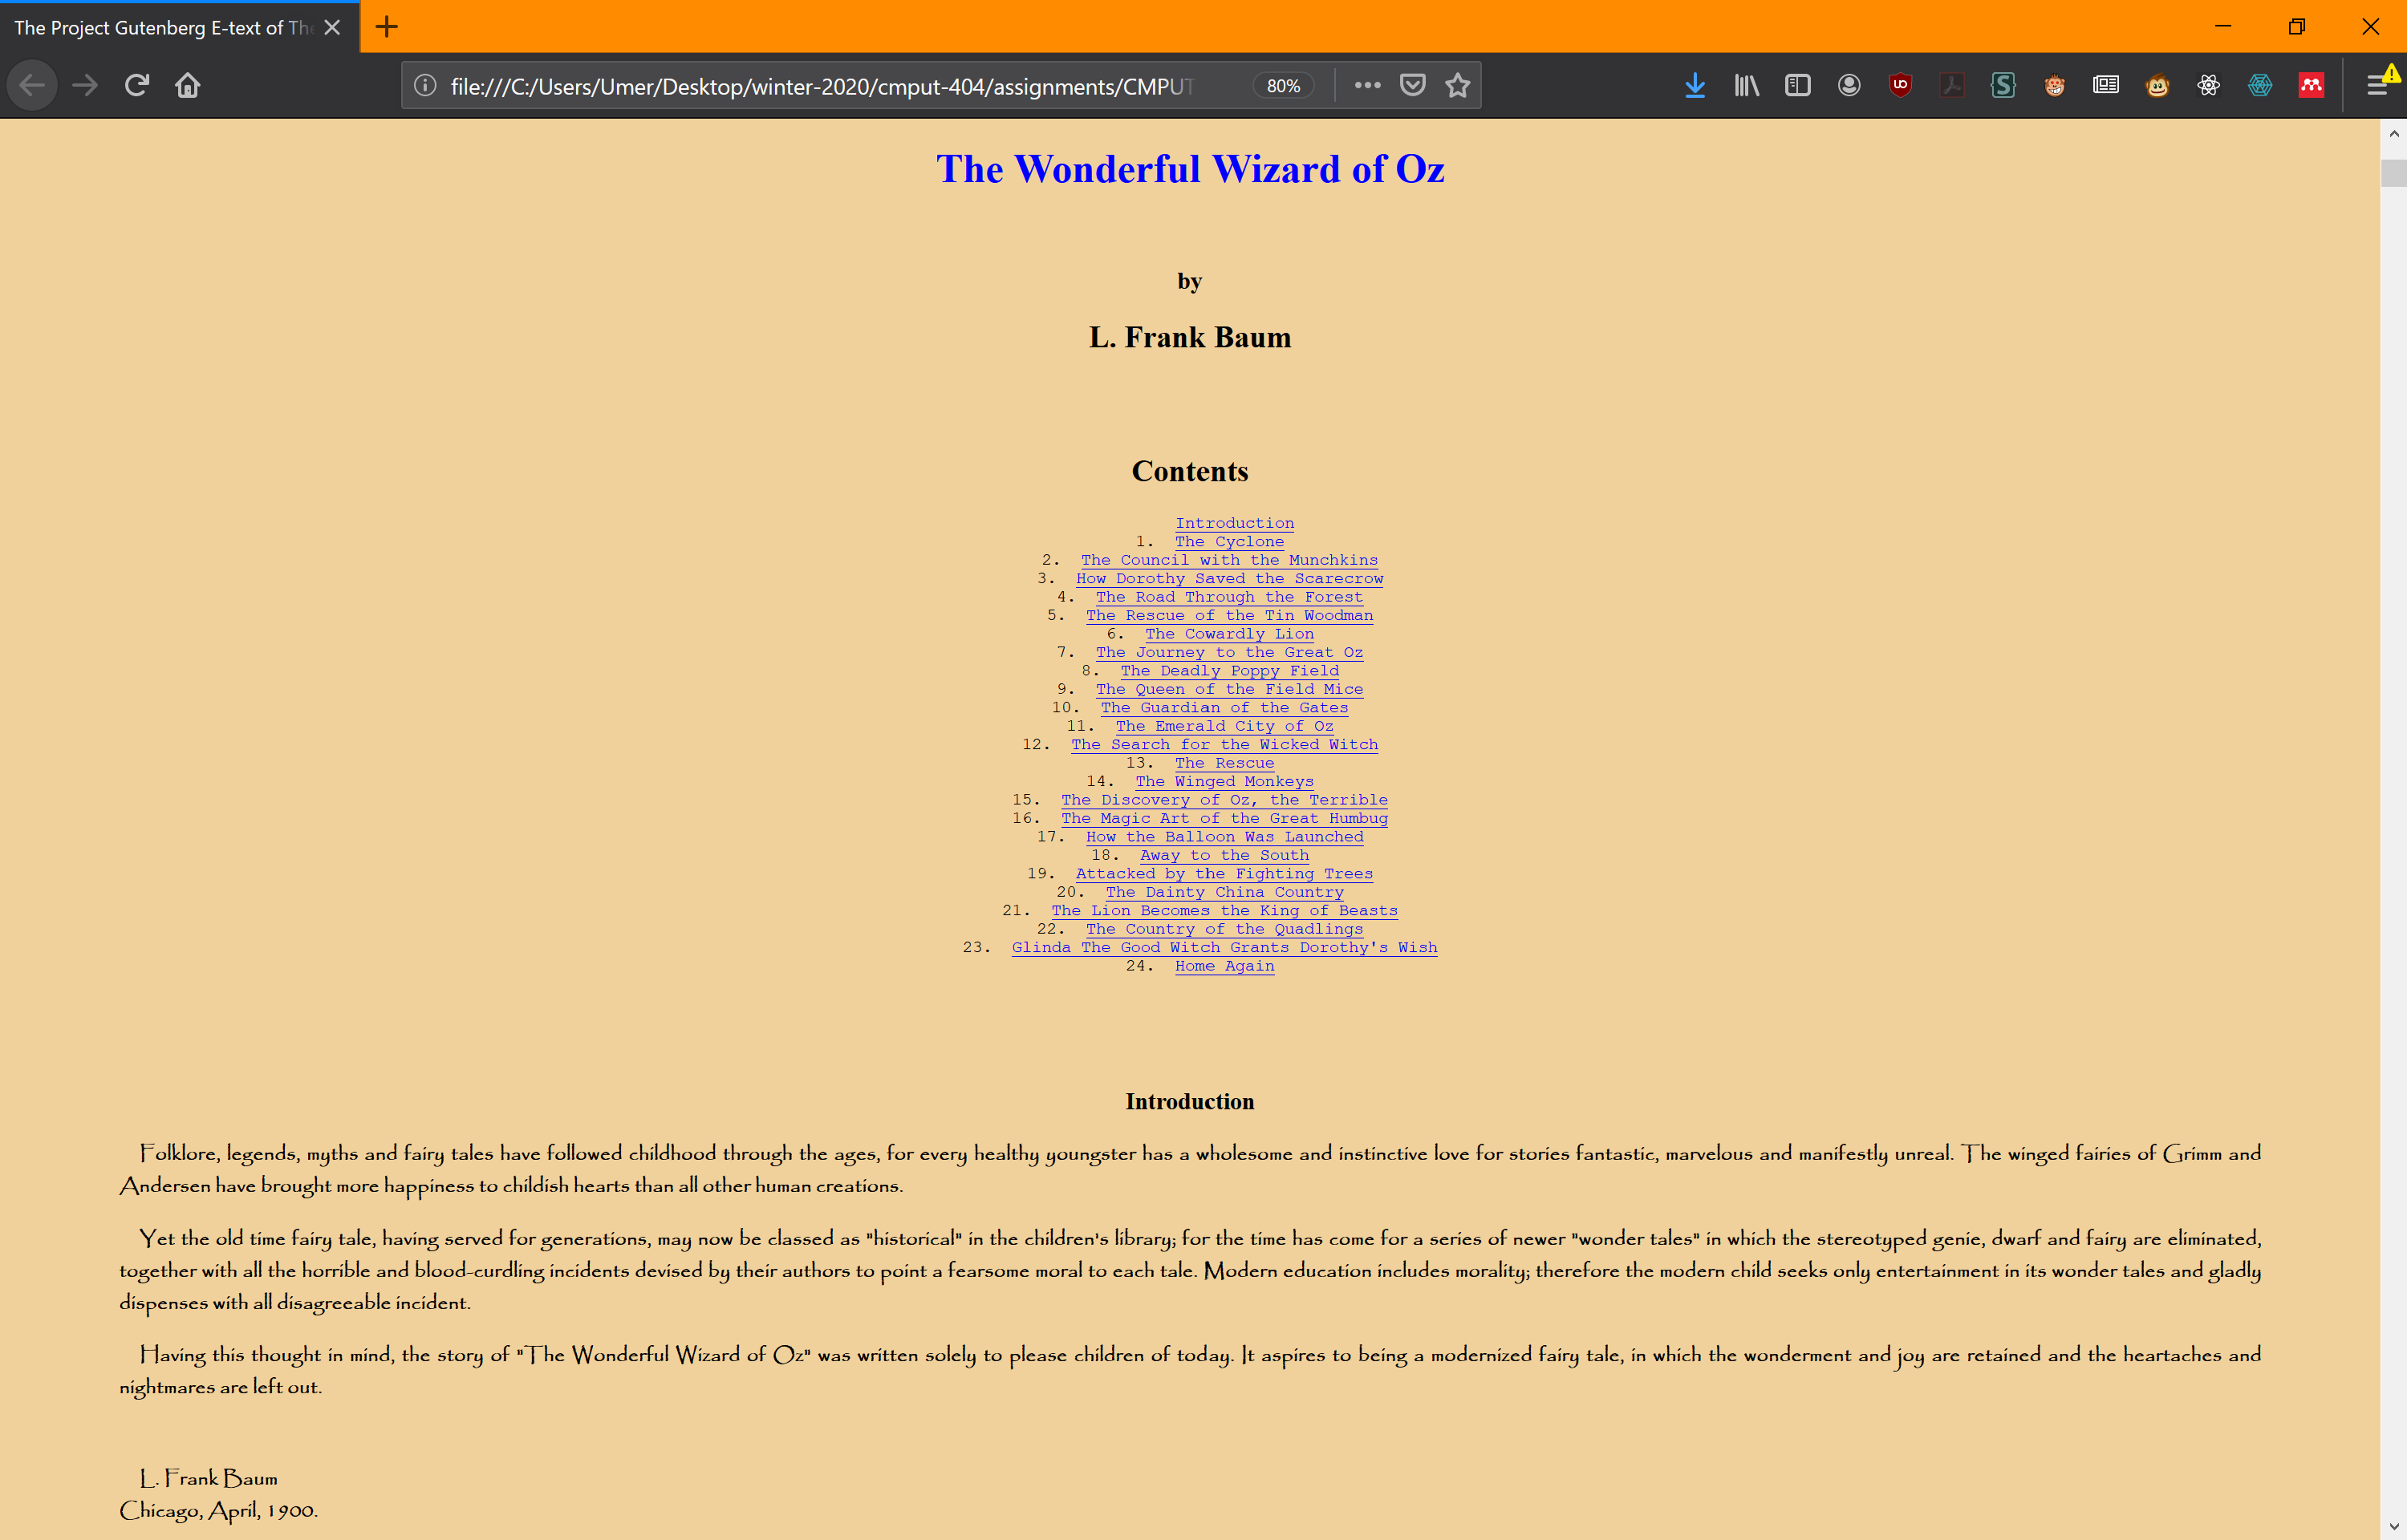 The Project Gutenberg E-text of The
file:///C:/Users/Umer/Desktop/winter-2020/cmput-404/assignments/CMPUT
80%
The Wonderful Wizard of Oz
by
L. Frank Baum
Contents
Introduction
1. The Cyclone
2. The Council with the Munchkins
3. How Dorothy Saved the Scarecrow
4. The Road Through the Forest
5. The Rescue of the Tin Woodman
6. The Cowardly Lion
7. The Journey to the Great Oz
8. The Deadly Poppy Field
9. The Queen of the Field Mice
10. The Guardian of the Gates
11. The Emerald City of Oz
12. The Search for the Wicked Witch
13. The Rescue
14. The Winged Monkeys
15. The Discovery of Oz, the Terrible
16. The Magic Art of the Great Humbug
17. How the Balloon Was Launched
18. Away to the South
19. Attacked by the Fighting Trees
20. The Dainty China Country
21. The Lion Becomes the King of Beasts
22. The Country of the Quadlings
23. Glinda The Good Witch Grants Dorothy's Wish
24. Home Again
Introduction
Folklore, legends, myths and fairy tales have followed childhood through the ages, for every healthy youngster has a wholesome and instinctive love for stories fantastic, marvelous and manifestly unreal. The winged fairies of Grimm and
Andersen have brought more happiness to childish hearts than all other human creations.
Yet the old time fairy tale, having served for generations, may now be classed as "historical" in the children's library; for the time has come for a series of newer "wonder tales" in which the stereotyped genie, dwarf and fairy are eliminated,
together with all the horrible and blood-curdling incidents devised by their authors to point a fearsome moral to each tale. Modern education includes morality; therefore the modern child seeks only entertainment in its wonder tales and gladly
dispenses with all disagreeable incident.
Having this thought in mind, the story of "The Wonderful Wizard of Oz" was written solely to please children of today. It aspires to being a modernized fairy tale, in which the wonderment and joy are retained and the heartaches and
nightmares are left out.
L. Frank Baum
Chicago, April, 1900.